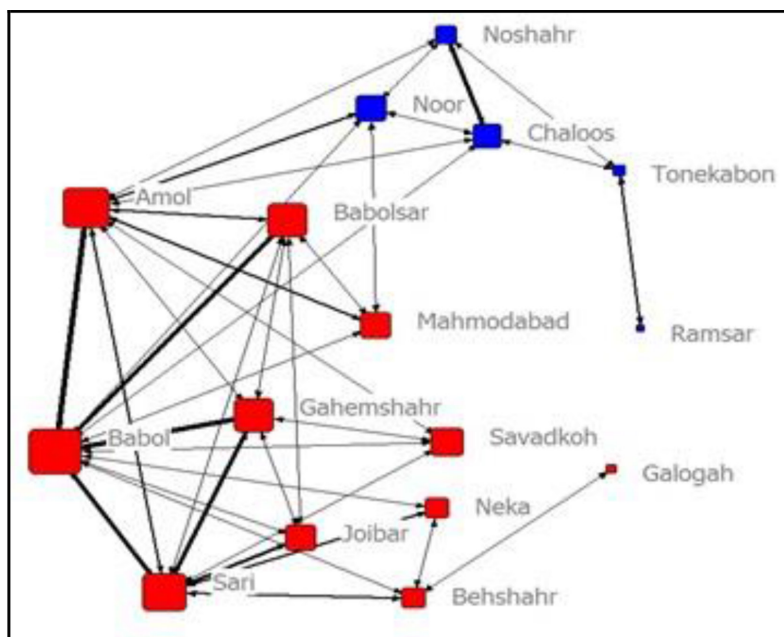 Noshahr
Noor
Chaloos
Tonekabon
Amol
Babolsar
Mahmodabad
Ramsar
Gahemshahr
Babol
Savadkoh
Galogah
Neka
Joibar
Sari
Behshahr